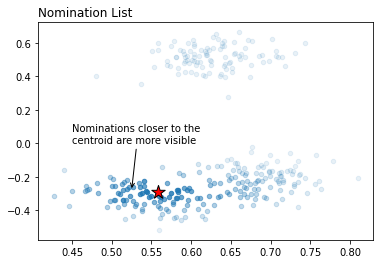 Nomination List
0.6
0.4
0.2
0.0
−0.2
−0.4
Nominations closer to the
centroid are more visible
0.45 0.50 0.55 0.60 0.65 0.70 0.75 0.80